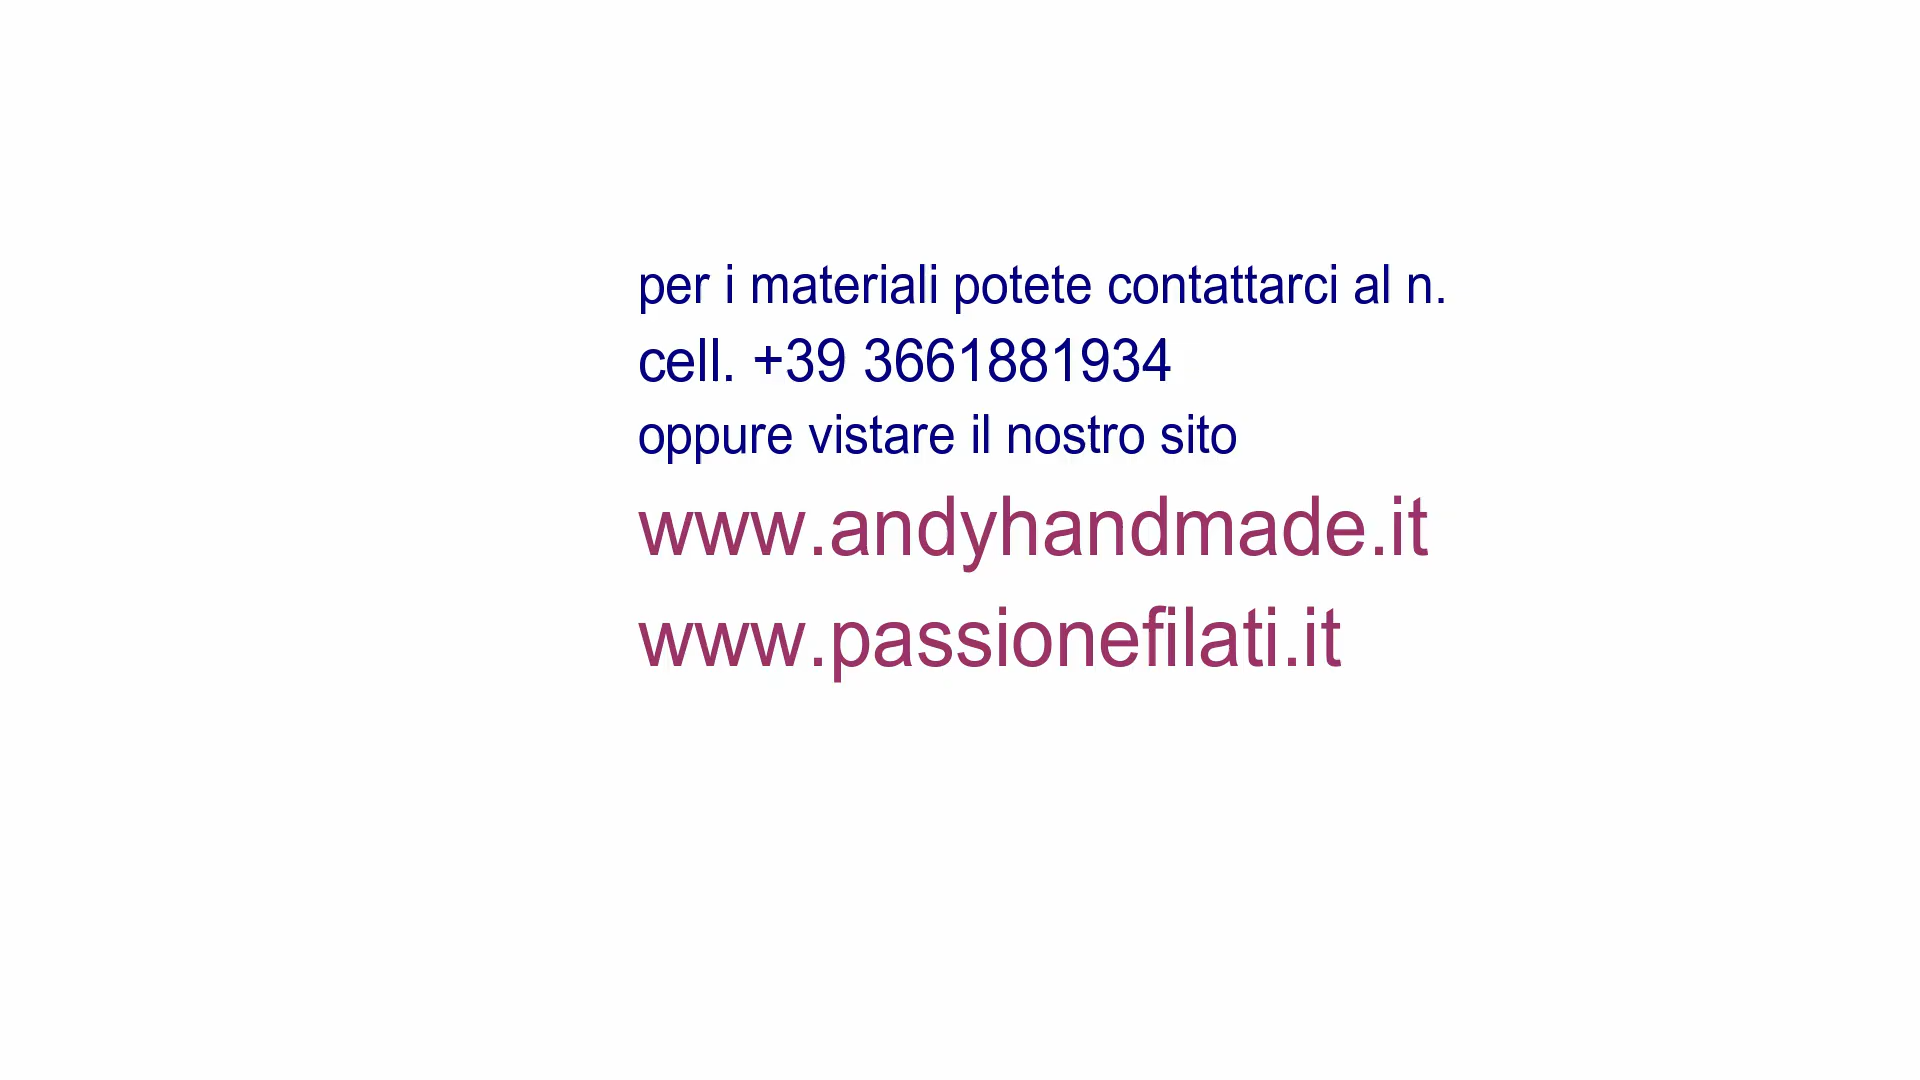 per i materiali potete contattarci al n.
cell. +39 3661881934
oppure vistare il nostro sito
www.andyhandmade.it
www.passionefilati.it